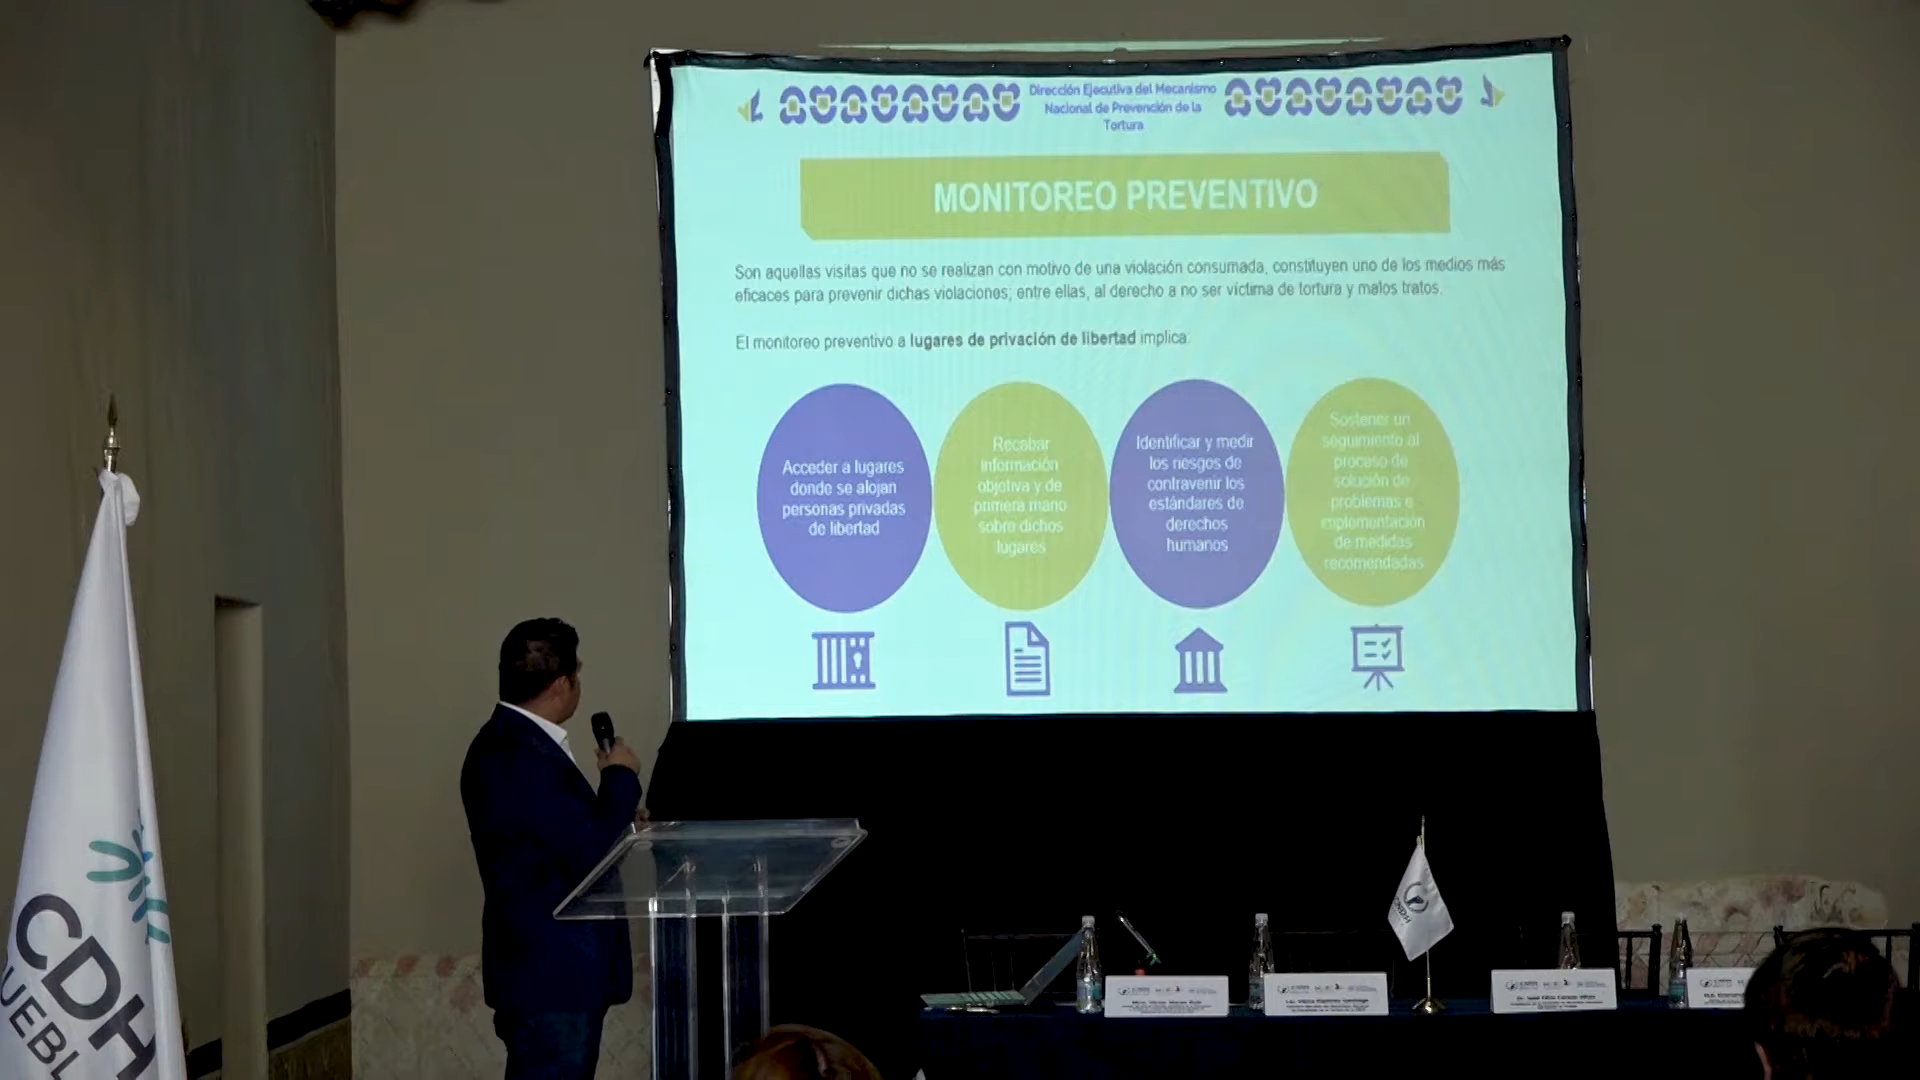 Dirección Ejecutiva del Mecanismo
Nacional de Prevención de la
Tortura
MONITOREO PREVENTIVO
Son aquellas visitas que no se realizan con motivo de una violación consumada, constituyen uno de los medios más
eficaces para prevenir dichas violaciones; entre ellas, al derecho a no ser víctima de tortura y malos tratos.
El monitoreo preventivo a lugares de privación de libertad implica:
Acceder a lugares
donde se alojan
personas privadas
de libertad
Recabar
información
objetiva y de
primera mano
sobre dichos
lugares
Identificar y medir
los riesgos de
contravenir los
estándares de
derechos
humanos
Sostener un
seguimiento al
proceso de
solución de
problemas e
implementación
de medidas
recomendadas
CDH
PUEBL
CNDH